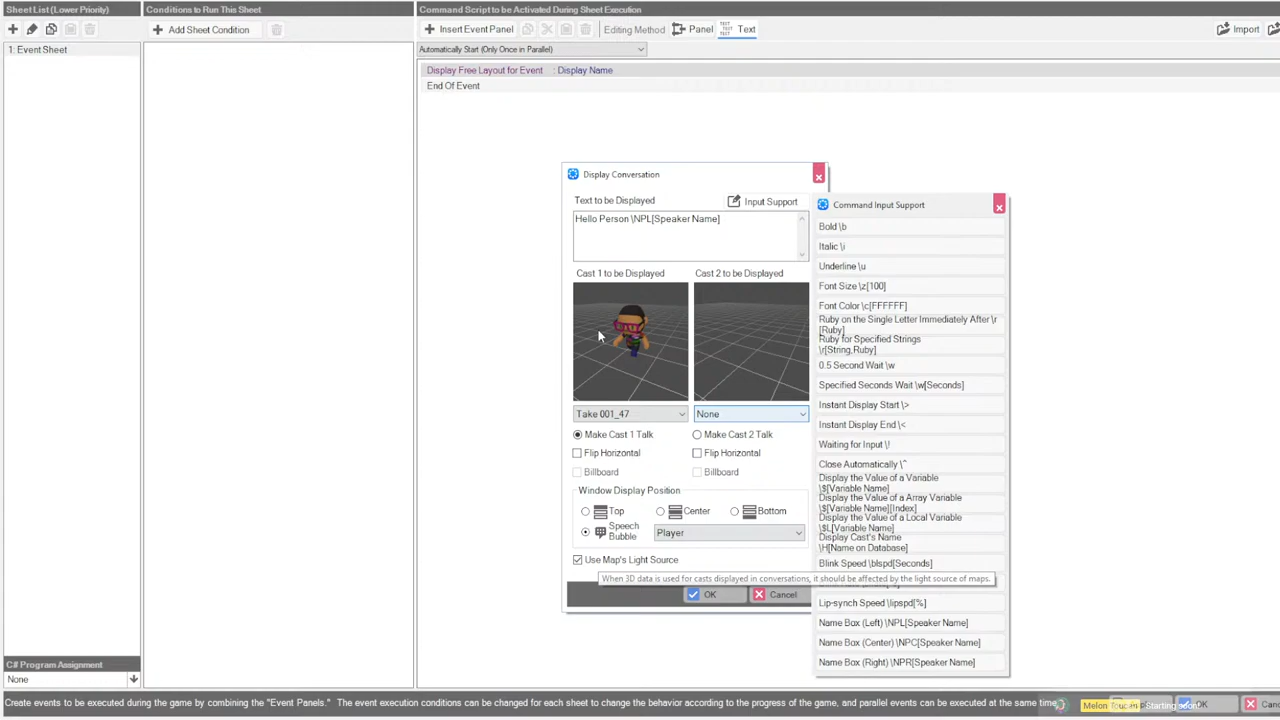 Sheet List (Lower Priority)
Conditions to Run This Sheet
Command Script to be Activated During Sheet Execution
Add Sheet Condition
Insert Event Panel
Editing Method
Panel
TEXT
TEXT
TEXT
Text
Import
1: Event Sheet
Automatically Start (Only Once in Parallel)
Display Free Layout for Event : Display Name
End Of Event
Display Conversation
Text to be Displayed
Input Support
Hello Person \NPL[Speaker Name]
Cast 1 to be Displayed
Cast 2 to be Displayed
Take 001_47
None
Make Cast 1 Talk
Make Cast 2 Talk
Flip Horizontal
Flip Horizontal
Billboard
Billboard
Window Display Position
Top
Center
Bottom
Speech
Bubble
Player
Use Map's Light Source
When 3D data is used for casts displayed in conversations, it should be affected by the light source of maps.
OK
Cancel
Command Input Support
Bold \b
Italic \i
Underline \u
Font Size \z[100]
Font Color \c[FFFFFF]
Ruby on the Single Letter Immediately After \r
[Ruby]
Ruby for Specified Strings
\r[String,Ruby]
0.5 Second Wait \w
Specified Seconds Wait \w[Seconds]
Instant Display Start \>
Instant Display End \<
Waiting for Input \!
Close Automatically \^
Display the Value of a Variable
\$[Variable Name]
Display the Value of a Array Variable
\$[Variable Name][Index]
Display the Value of a Local Variable
\$L[Variable Name]
Display Cast's Name
\H[Name on Database]
Blink Speed \blspd[Seconds]
Lip-synch Speed \lipspd[%]
Name Box (Left) \NPL[Speaker Name]
Name Box (Center) \NPC[Speaker Name]
Name Box (Right) \NPR[Speaker Name]
C# Program Assignment
None
Create events to be executed during the game by combining the "Event Panels." The event execution conditions can be changed for each sheet to change the behavior according to the progress of the game, and parallel events can be executed at the same time.
Melon Toucan
Starting soon!